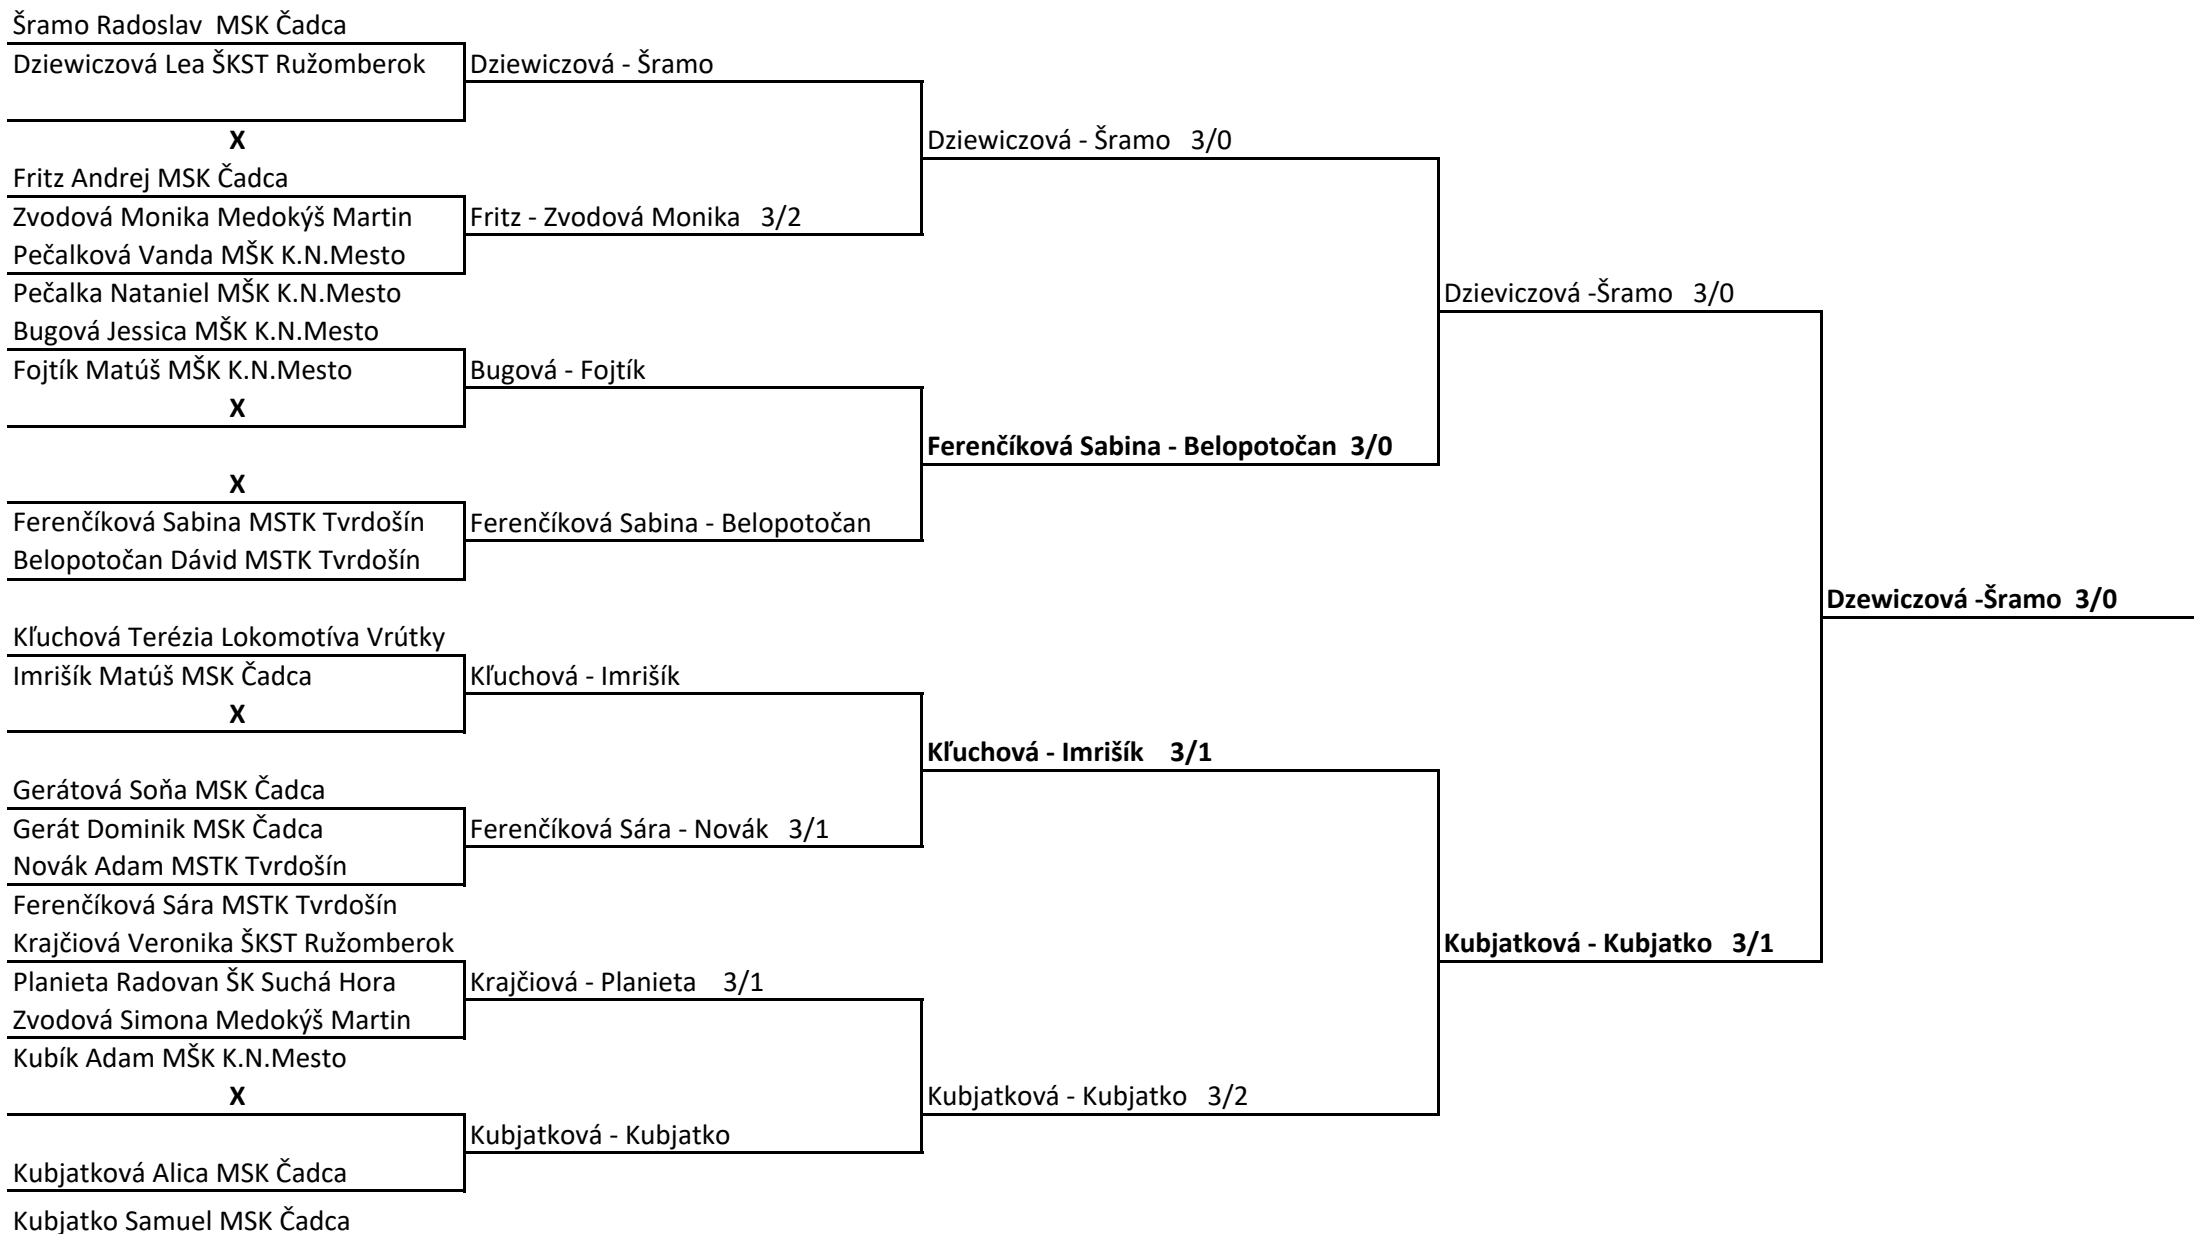 Šramo Radoslav  MSK Čadca
Dziewiczová Lea ŠKST Ružomberok
X
Fritz Andrej MSK Čadca
Zvodová Monika Medokýš Martin
Pečalková Vanda MŠK K.N.Mesto
Pečalka Nataniel MŠK K.N.Mesto
Bugová Jessica MŠK K.N.Mesto
Fojtík Matúš MŠK K.N.Mesto
X
X
Ferenčíková Sabina MSTK Tvrdošín
Belopotočan Dávid MSTK Tvrdošín
Kľuchová Terézia Lokomotíva Vrútky
Imrišík Matúš MSK Čadca
X
Gerátová Soňa MSK Čadca
Gerát Dominik MSK Čadca
Novák Adam MSTK Tvrdošín
Ferenčíková Sára MSTK Tvrdošín
Krajčiová Veronika ŠKST Ružomberok
Planieta Radovan ŠK Suchá Hora
Zvodová Simona Medokýš Martin
Kubík Adam MŠK K.N.Mesto
X
Kubjatková Alica MSK Čadca
Kubjatko Samuel MSK Čadca
Dziewiczová - Šramo
Fritz - Zvodová Monika   3/2
Bugová - Fojtík
Ferenčíková Sabina - Belopotočan
Kľuchová - Imrišík
Ferenčíková Sára - Novák   3/1
Krajčiová - Planieta    3/1
Kubjatková - Kubjatko
Dziewiczová - Šramo   3/0
Ferenčíková Sabina - Belopotočan  3/0
Kľuchová - Imrišík    3/1
Kubjatková - Kubjatko   3/2
Dzieviczová -Šramo   3/0
Kubjatková - Kubjatko   3/1
Dzewiczová -Šramo  3/0